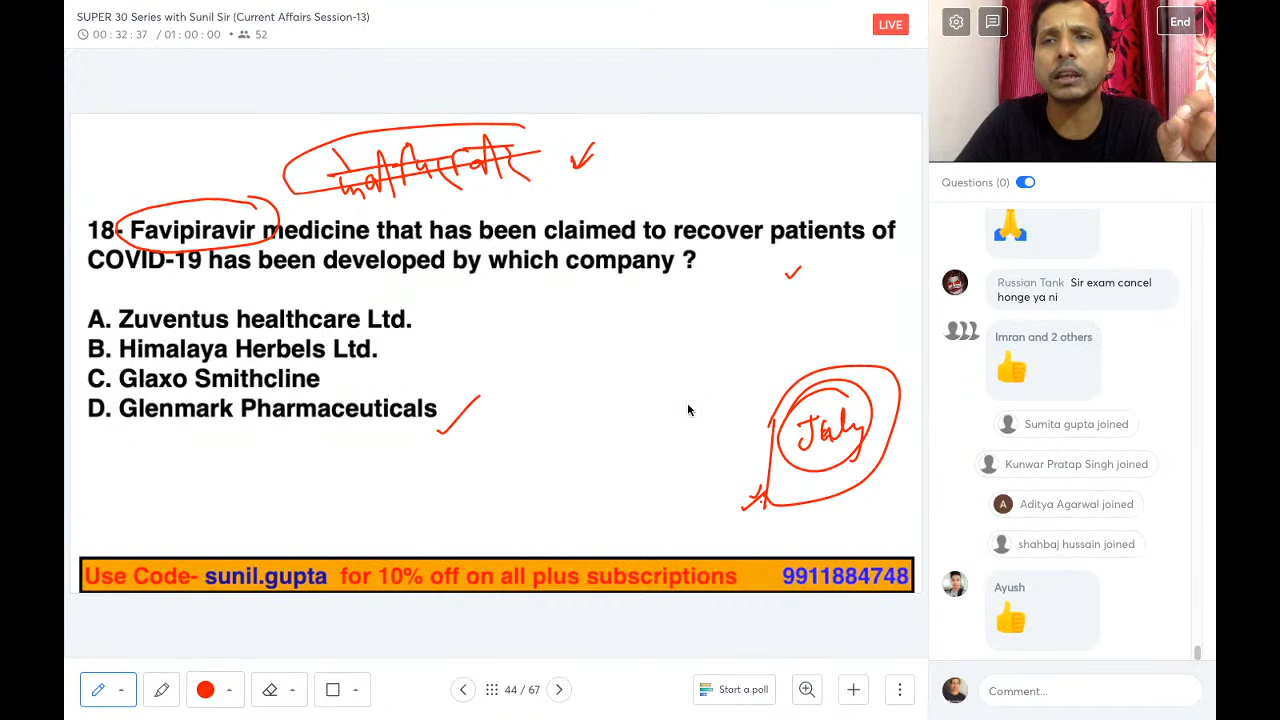 SUPER 30 Series with Sunil Sir (Current Affairs Session-13)
00 : 32 : 37 / 01 : 00 : 00 • 52
LIVE
End
18- Favipiravir medicine that has been claimed to recover patients of
COVID-19 has been developed by which company ?
A. Zuventus healthcare Ltd.
B. Himalaya Herbels Ltd.
C. Glaxo Smithcline
D. Glenmark Pharmaceuticals
Use Code- sunil.gupta for 10% off on all plus subscriptions 9911884748
44 / 67
Start a poll
Questions (0)
Russian Tank Sir exam cancel
honge ya ni
Imran and 2 others
Sumita gupta joined
Kunwar Pratap Singh joined
A Aditya Agarwal joined
shahbaj hussain joined
Ayush
Comment...